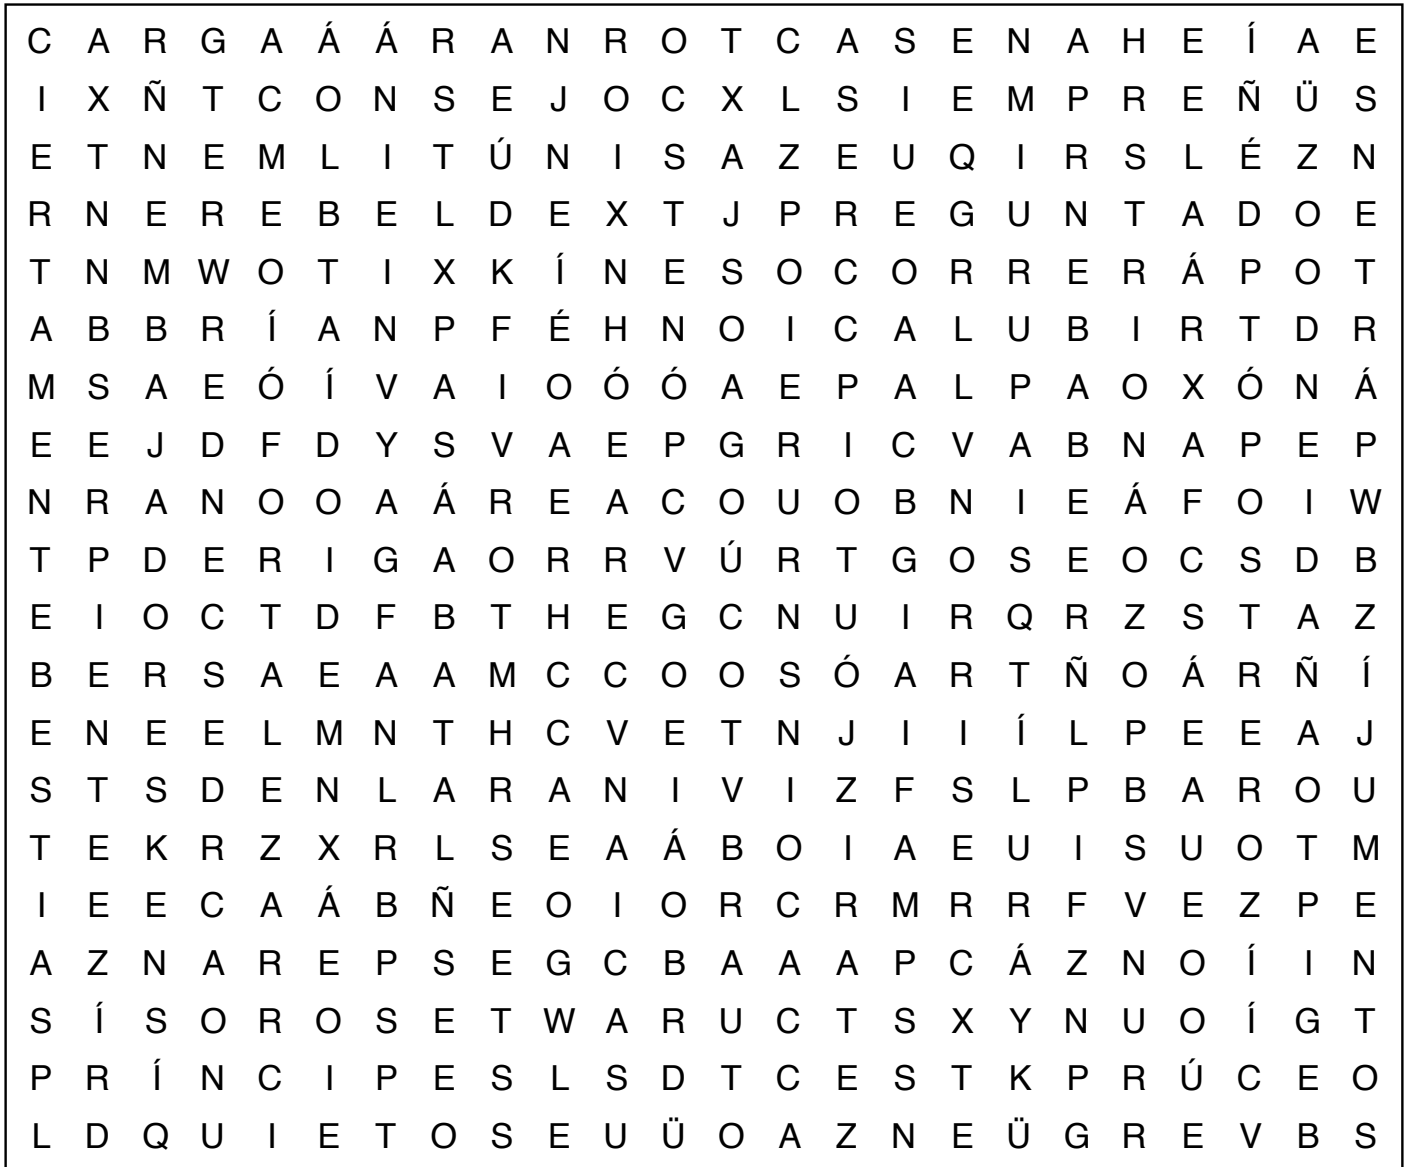 C A R G A Á Á R A N R O T C A S E N A H E Í A E
I X Ñ T C O N S E J O C X L S I E M P R E Ñ Ü S
E T N E M L I T Ú N I S A Z E U Q I R S L É Z N
R N E R E B E L D E X T J P R E G U N T A D O E
T N M W O T I X K Í N E S O C O R R E R Á P O T
A B B R Í A N P F É H N O I C A L U B I R T D R
M S A E Ó Í V A I O Ó Ó A E P A L P A O X Ó N Á
E E J D F D Y S V A E P G R I C V A B N A P E P
N R A N O O A Á R E A C O U O B N I E Á F O I W
T P D E R I G A O R R V Ú R T G O S E O C S D B
E I O C T D F B T H E G C N U I R Q R Z S T A Z
B E R S A E A A M C C O O S Ó A R T Ñ O Á R Ñ Í
E N E E L M N T H C V E T N J I I Í L P E E A J
S T S D E N L A R A N I V I Z F S L P B A R O U
T E K R Z X R L S E A Á B O I A E U I S U O T M
I E E C A Á B Ñ E O I O R C R M R R F V E Z P E
A Z N A R E P S E G C B A A A P C Á Z N O Í I N
S Í S O R O S E T W A R U C T S X Y N U O Í G T
P R Í N C I P E S L S D T C E S T K P R Ú C E O
L D Q U I E T O S E U Ü O A Z N E Ü G R E V B S